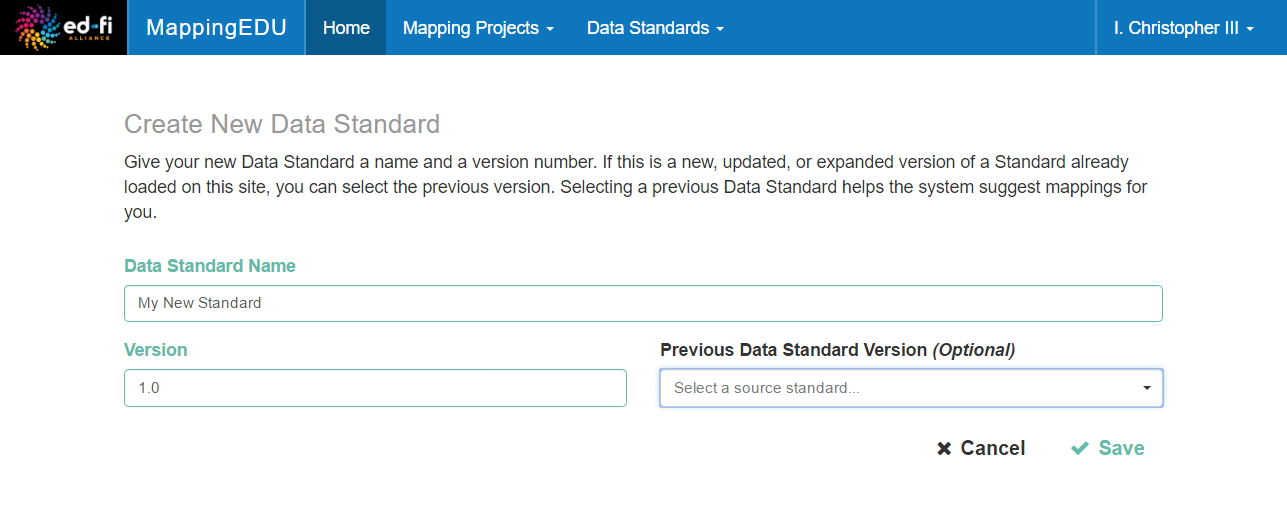 ed-fi
ALLIANCE
MappingEDU
Home
Mapping Projects
Data Standards
I. Christopher III
Create New Data Standard
Give your new Data Standard a name and a version number. If this is a new, updated, or expanded version of a Standard already
loaded on this site, you can select the previous version. Selecting a previous Data Standard helps the system suggest mappings for
you.
Data Standard Name
My New Standard
Version
Previous Data Standard Version (Optional)
1.0
Select a source standard...
Cancel
Save